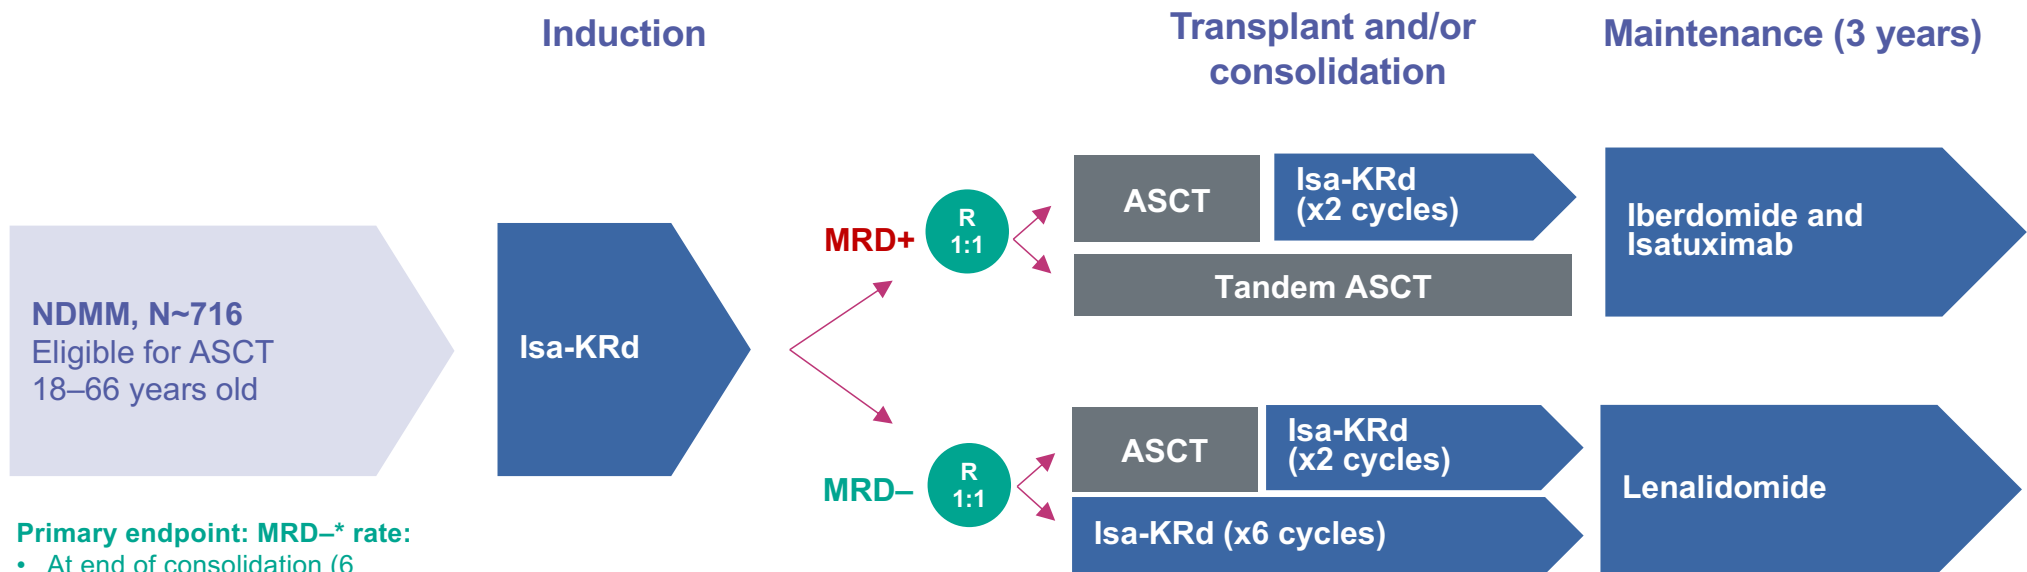 Induction
Transplant and/or
consolidation
Maintenance (3 years)
NDMM, N~716
Eligible for ASCT
18–66 years old
Isa-KRd
MRD+
R
1:1
ASCT
Isa-KRd
(x2 cycles)
Tandem ASCT
Iberdomide and
Isatuximab
MRD–
R
1:1
ASCT
Isa-KRd
(x2 cycles)
Isa-KRd (x6 cycles)
Lenalidomide
Primary endpoint: MRD–* rate:
• At end of consolidation (6